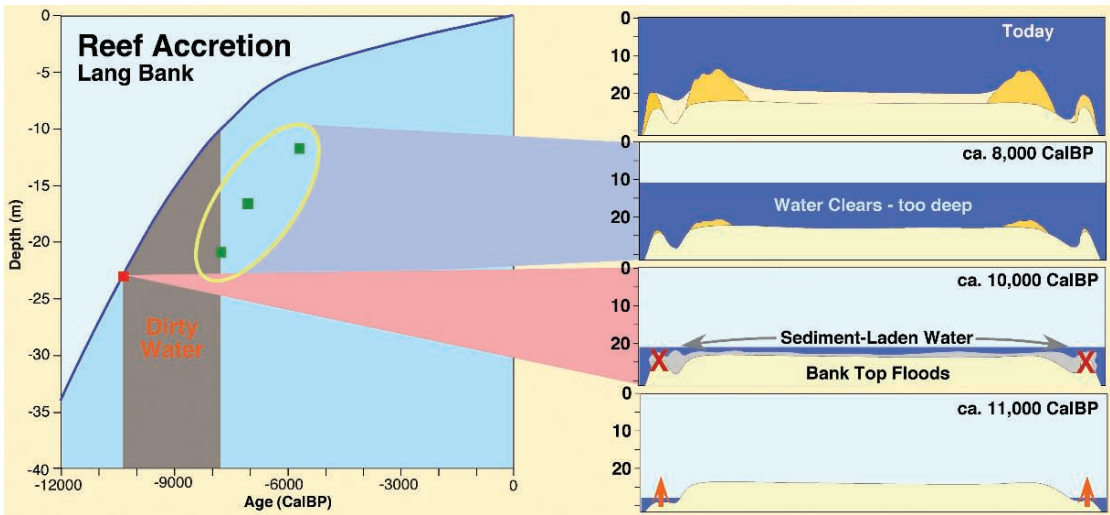 Reef Accretion
Lang Bank
0
-5
-10
-15
-20
-25
-30
-35
-40
Depth (m)
Dirty
Water
-12000
-9000
-6000
-3000
0
Age (CalBP)
0
10
20
Today
0
10
20
ca. 8,000 CalBP
Water Clears - too deep
0
10
20
ca. 10,000 CalBP
Sediment-Laden Water
X
X
Bank Top Floods
0
10
20
ca. 11,000 CalBP